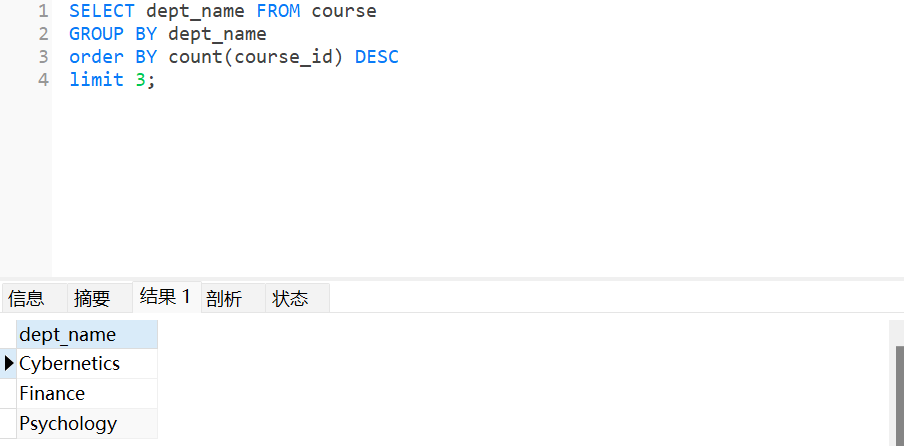 1 SELECT dept_name FROM course
2 GROUP BY dept_name
3 order BY count(course_id) DESC
4 limit 3;
信息 摘要 结果 1 剖析 状态
dept_name
Cybernetics
Finance
Psychology